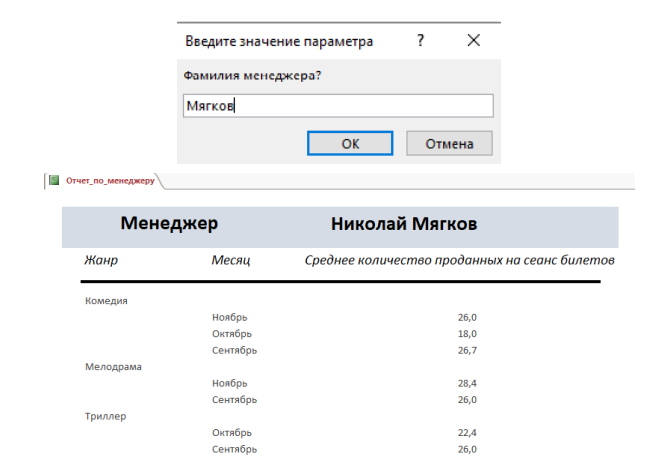 Введите значение параметра ? ×
Фамилия менеджера?
Мягков
ОК Отмена
Отчет_по_менеджеру
Менеджер Николай Мягков
Жанр Месяц Среднее количество проданных на сеанс билетов
Комедия
Ноябрь 26,0
Октябрь 18,0
Сентябрь 26,7
Мелодрама
Ноябрь 28,4
Сентябрь 26,0
Триллер
Октябрь 22,4
Сентябрь 26,0